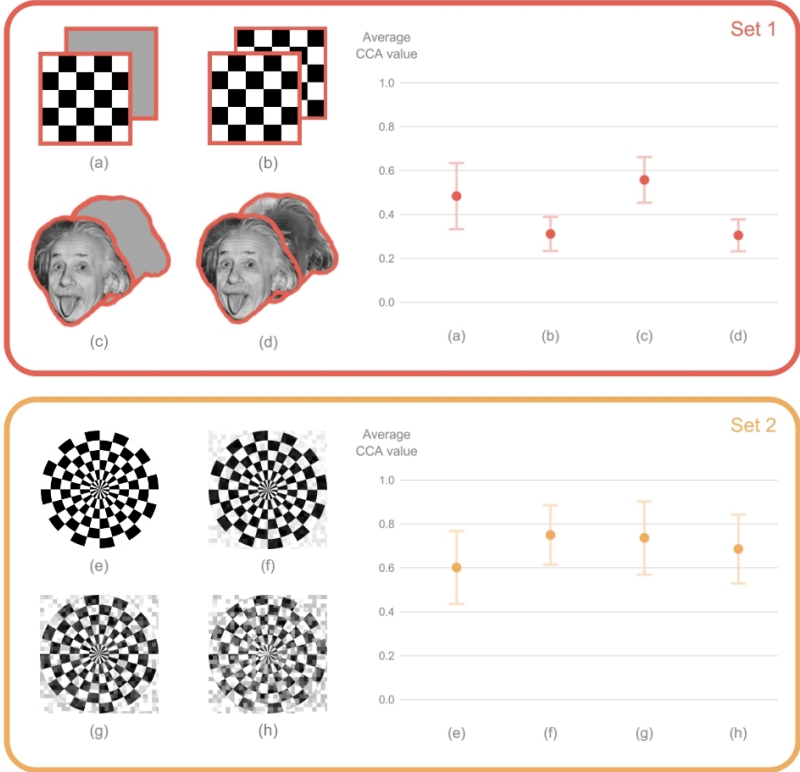 Set 1
Average
CCA value
(a)
(b)
(c)
(d)
1.0
0.8
0.6
0.4
0.2
0.0
(a) (b) (c) (d)
Set 2
Average
CCA value
(e)
(f)
(g)
(h)
1.0
0.8
0.6
0.4
0.2
0.0
(e) (f) (g) (h)